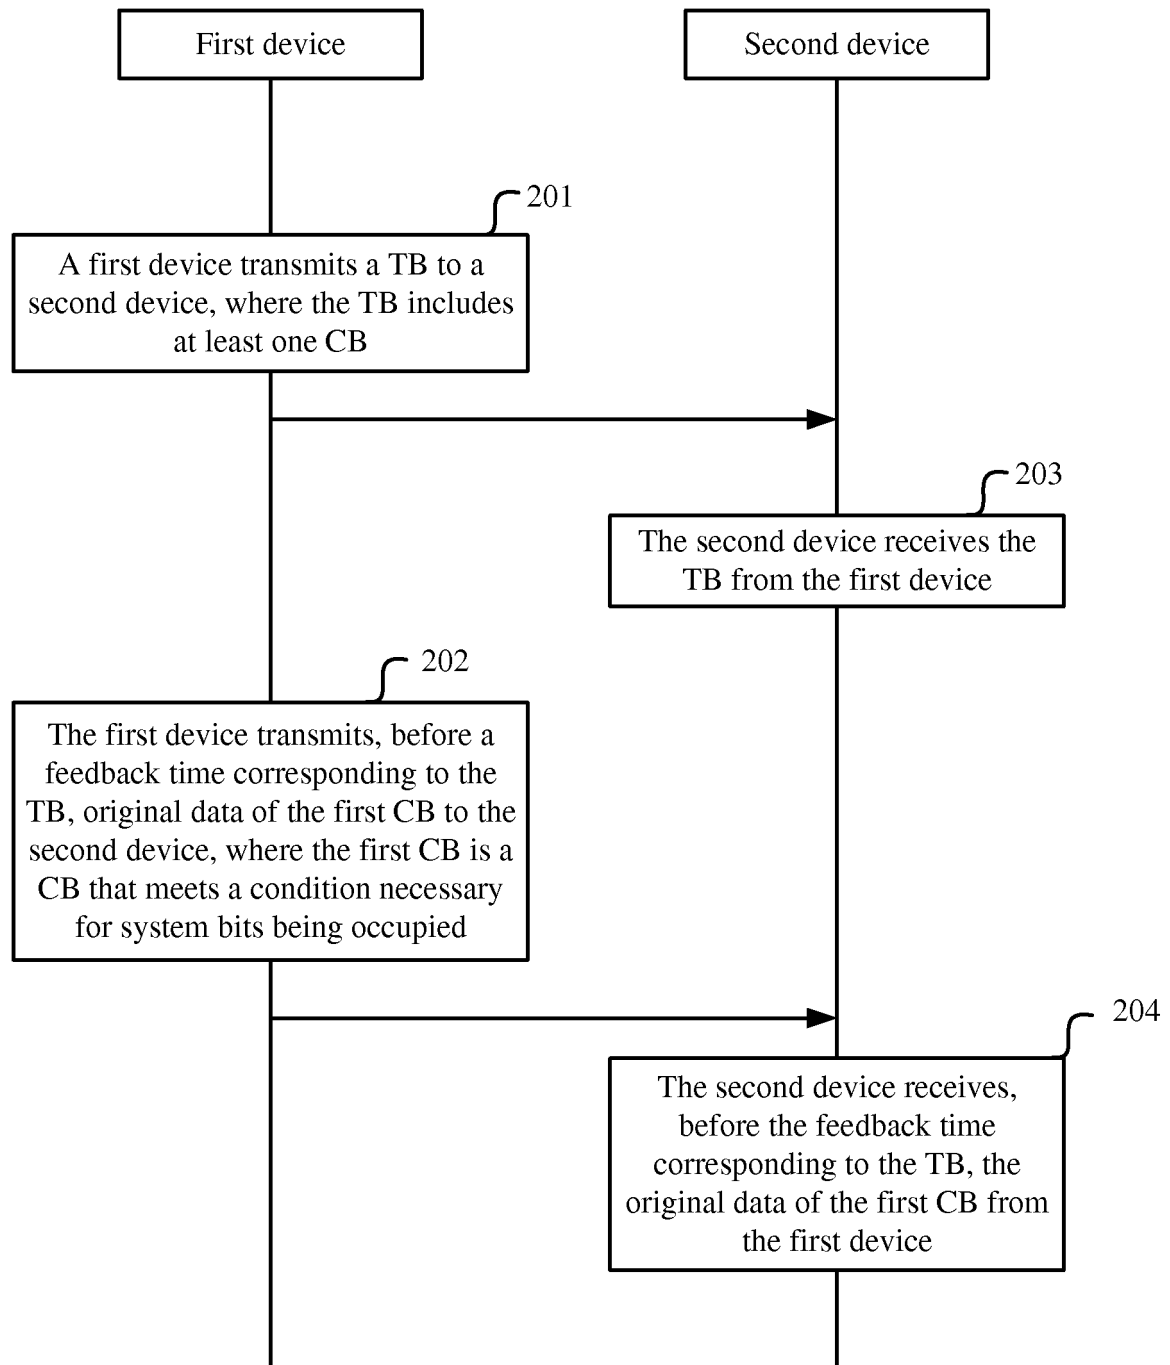 First device
Second device
201
A first device transmits a TB to a
second device, where the TB includes
at least one CB
203
The second device receives the
TB from the first device
202
The first device transmits, before a
feedback time corresponding to the
TB, original data of the first CB to the
second device, where the first CB is a
CB that meets a condition necessary
for system bits being occupied
204
The second device receives,
before the feedback time
corresponding to the TB, the
original data of the first CB from
the first device